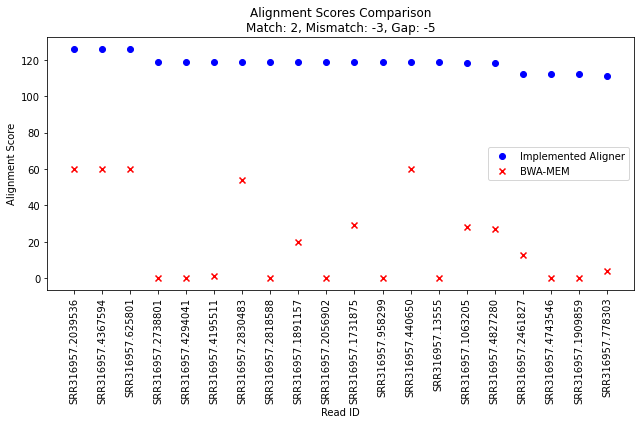 Alignment Scores Comparison
Match: 2, Mismatch: -3, Gap: -5
Alignment Score
120
100
80
60
40
20
0
Implemented Aligner
BWA-MEM
SRR316957.2039536
SRR316957.4367594
SRR316957.625801
SRR316957.2738801
SRR316957.4294041
SRR316957.4195511
SRR316957.2830483
SRR316957.2818588
SRR316957.1891157
SRR316957.2056902
SRR316957.1731875
SRR316957.958299
SRR316957.440650
SRR316957.13555
SRR316957.1063205
SRR316957.4827280
SRR316957.2461827
SRR316957.4743546
SRR316957.1909859
SRR316957.778303
Read ID